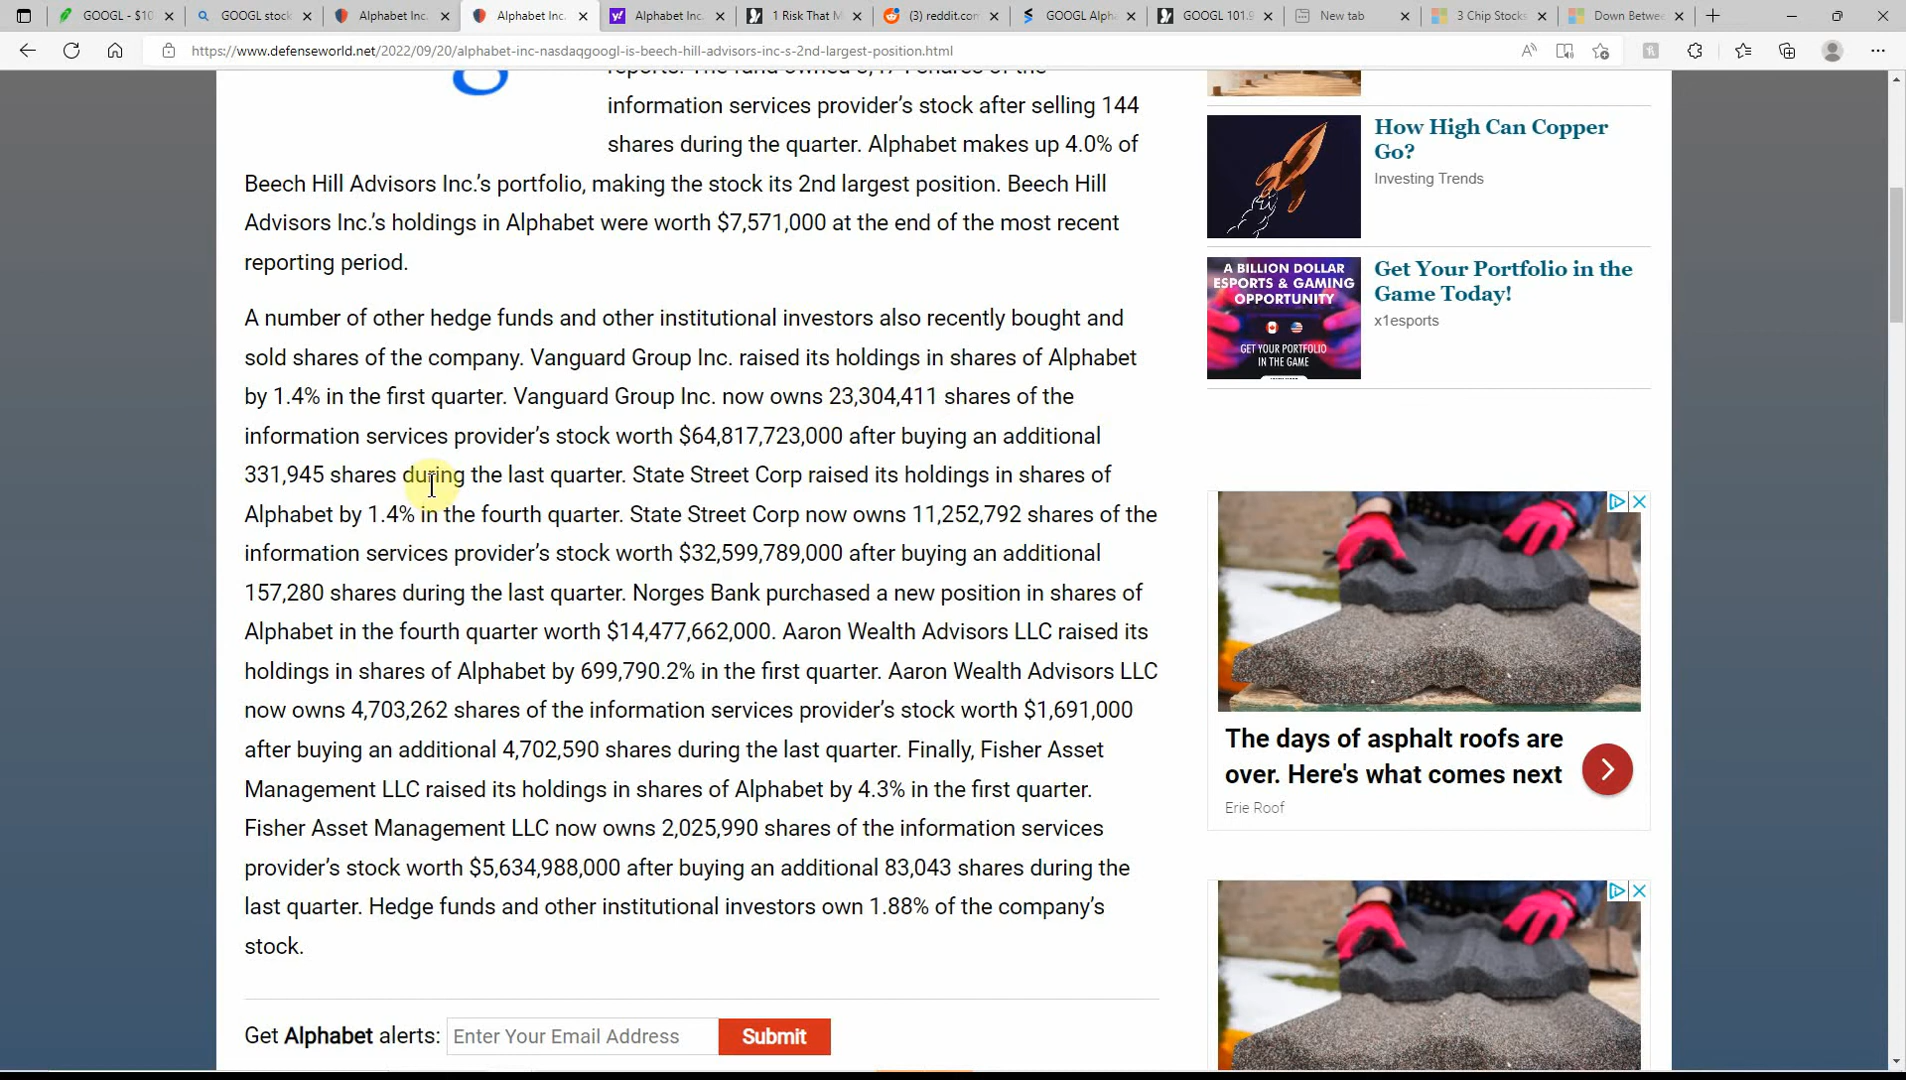 GOOGL - $10
GOOGL stock
Alphabet Inc.
Alphabet Inc.
Alphabet Inc.
1 Risk That M
(3) reddit.com
GOOGL Alph
GOOGL 101.9
New tab
3 Chip Stocks
Down Betwe
https://www.defenseworld.net/2022/09/20/alphabet-inc-nasdaqgoogl-is-beech-hill-advisors-inc-s-2nd-largest-position.html
information services provider's stock after selling 144
shares during the quarter. Alphabet makes up 4.0% of
Beech Hill Advisors Inc.'s portfolio, making the stock its 2nd largest position. Beech Hill
Advisors Inc.'s holdings in Alphabet were worth $7,571,000 at the end of the most recent
reporting period.
A number of other hedge funds and other institutional investors also recently bought and
sold shares of the company. Vanguard Group Inc. raised its holdings in shares of Alphabet
by 1.4% in the first quarter. Vanguard Group Inc. now owns 23,304,411 shares of the
information services provider's stock worth $64,817,723,000 after buying an additional
331,945 shares during the last quarter. State Street Corp raised its holdings in shares of
Alphabet by 1.4% in the fourth quarter. State Street Corp now owns 11,252,792 shares of the
information services provider's stock worth $32,599,789,000 after buying an additional
157,280 shares during the last quarter. Norges Bank purchased a new position in shares of
Alphabet in the fourth quarter worth $14,477,662,000. Aaron Wealth Advisors LLC raised its
holdings in shares of Alphabet by 699,790.2% in the first quarter. Aaron Wealth Advisors LLC
now owns 4,703,262 shares of the information services provider's stock worth $1,691,000
after buying an additional 4,702,590 shares during the last quarter. Finally, Fisher Asset
Management LLC raised its holdings in shares of Alphabet by 4.3% in the first quarter.
Fisher Asset Management LLC now owns 2,025,990 shares of the information services
provider's stock worth $5,634,988,000 after buying an additional 83,043 shares during the
last quarter. Hedge funds and other institutional investors own 1.88% of the company's
stock.
Get Alphabet alerts:
Enter Your Email Address
Submit
How High Can Copper
Go?
Investing Trends
A BILLION DOLLAR
ESPORTS & GAMING
OPPORTUNITY
GET YOUR PORTFOLIO
IN THE GAME
Get Your Portfolio in the
Game Today!
x1esports
The days of asphalt roofs are
over. Here's what comes next
Erie Roof